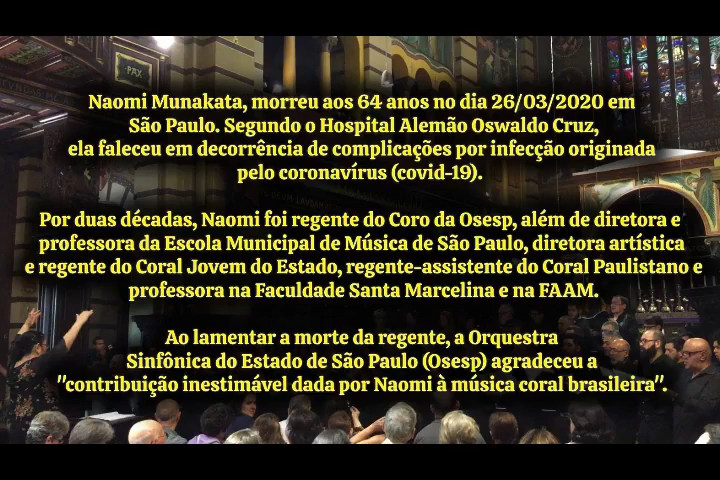 PAX
Naomi Munakata, morreu aos 64 anos no dia 26/03/2020 em
São Paulo. Segundo o Hospital Alemão Oswaldo Cruz,
ela faleceu em decorrência de complicações por infecção originada
pelo coronavírus (covid-19).
Por duas décadas, Naomi foi regente do Coro da Osesp, além de diretora e
professora da Escola Municipal de Música de São Paulo, diretora artística
e regente do Coral Jovem do Estado, regente-assistente do Coral Paulistano e
professora na Faculdade Santa Marcelina e na FAAM.
Ao lamentar a morte da regente, a Orquestra
Sinfônica do Estado de São Paulo (Osesp) agradeceu a
"contribuição inestimável dada por Naomi à música coral brasileira".